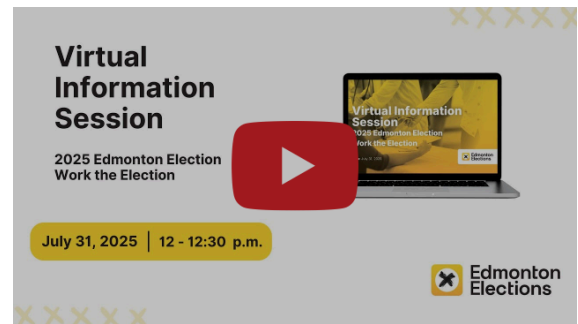 Virtual
Information
Session
2025 Edmonton Election
Work the Election
July 31, 2025 | 12 - 12:30 p.m.
Virtual Information
Session
2025 Edmonton Election
Work the Election
Edmonton
Elections
Edmonton
Elections